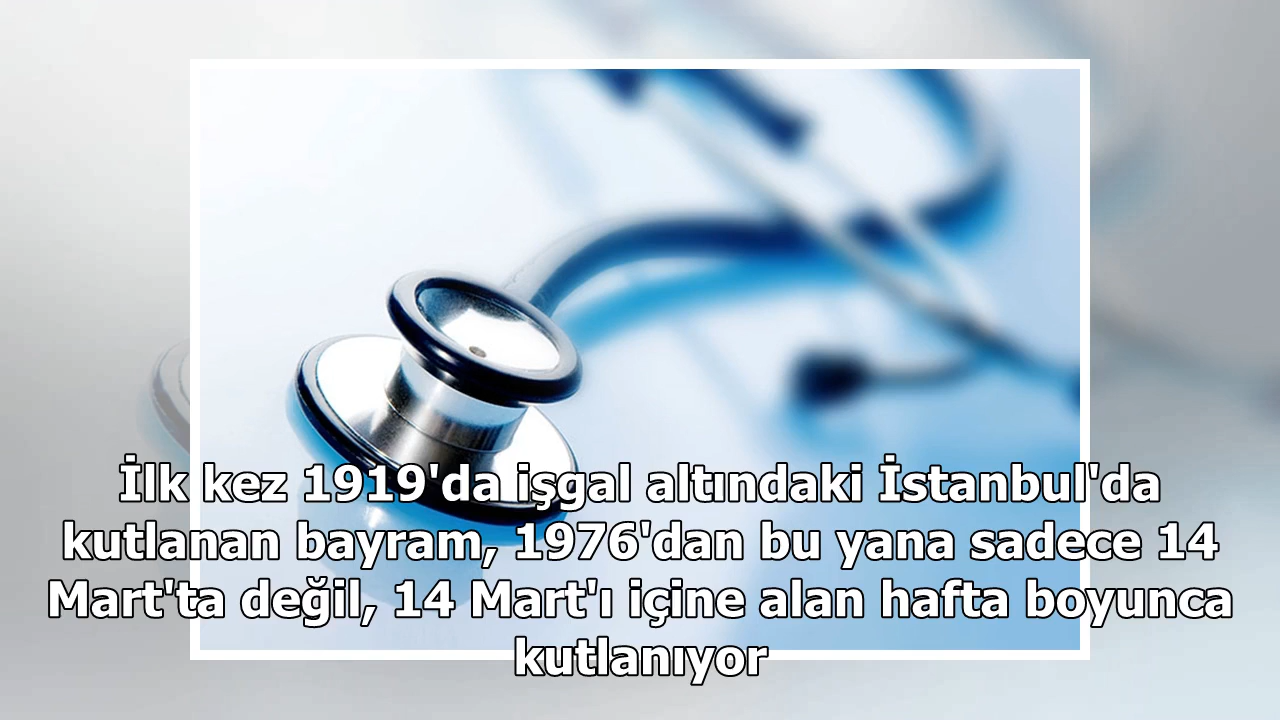 İlk kez 1919'da işgal altındaki İstanbul'da
kutlanan bayram, 1976'dan bu yana sadece 14
Mart'ta değil, 14 Mart'ı içine alan hafta boyunca
kutlanıyor